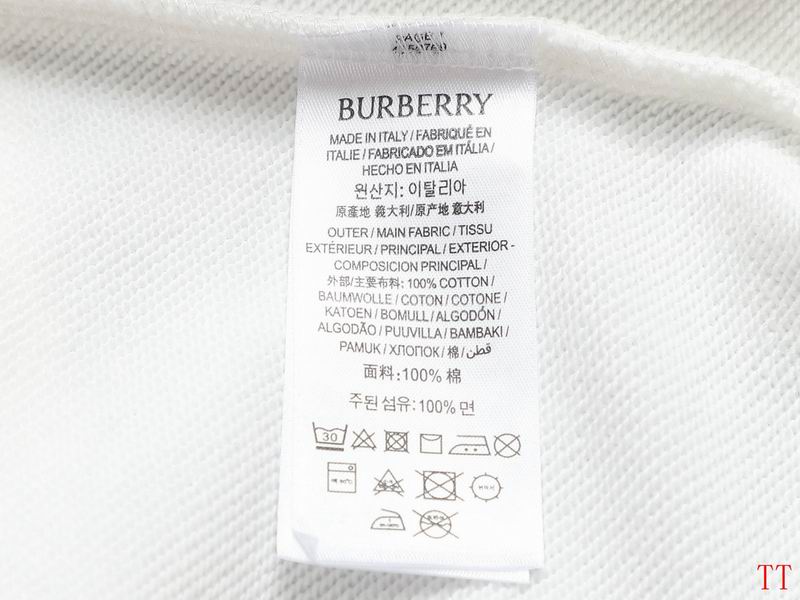 BURBERRY
MADE IN ITALY / FABRIQUÉ EN
ITALIE / FABRICADO EM ITÁLIA /
HECHO EN ITALIA
원산지: 이탈리아
原產地 義大利/原产地 意大利
OUTER / MAIN FABRIC / TISSU
EXTÉRIEUR / PRINCIPAL / EXTERIOR -
COMPOSICION PRINCIPAL /
外部/主要布料: 100% COTTON /
BAUMWOLLE / COTON / COTONE /
KATOEN / BOMULL / ALGODÓN /
ALGODÃO / PUUVILLA / BAMBAKI /
PAMUK / ХЛОПОК / 棉 / قطن
面料:100% 棉
주된 섬유: 100% 면
30
TT